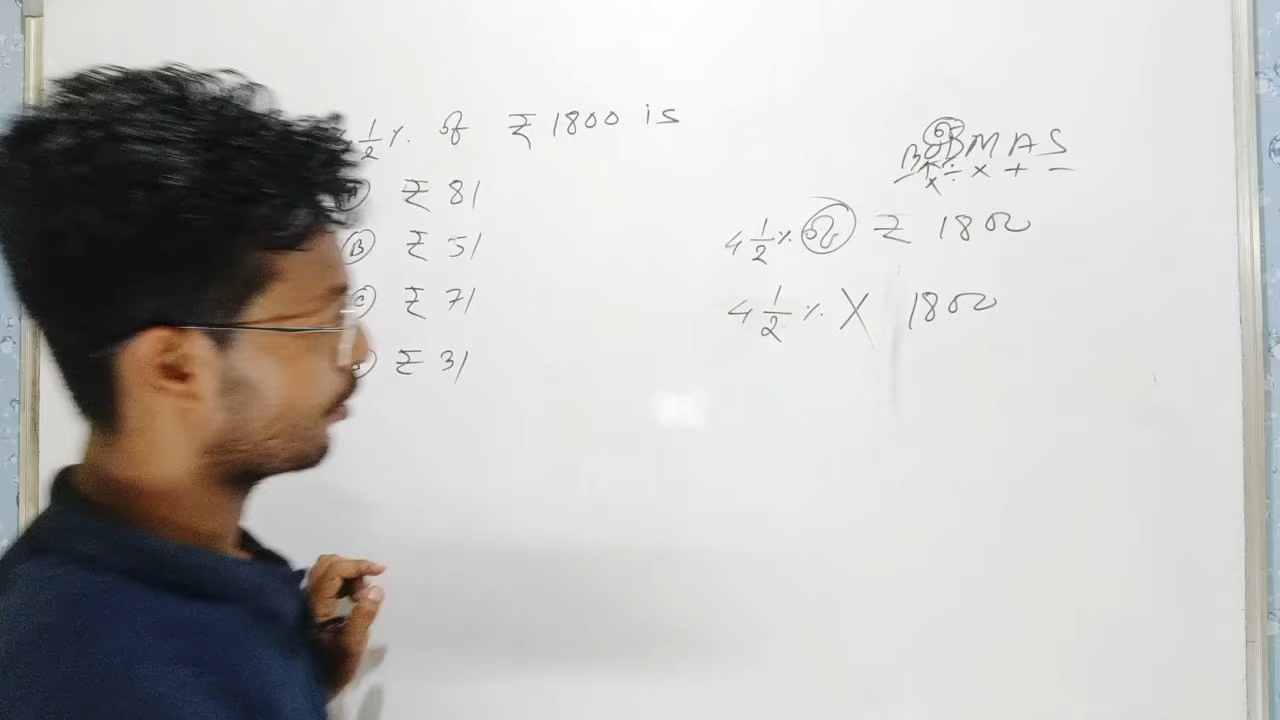 1/2 % of ₹ 1800 is
₹ 81
B ₹ 51
C ₹ 71
₹ 31
BODMAS
× ÷ × + −
4 1/2 % of ₹ 1800
4 1/2 % × 1800